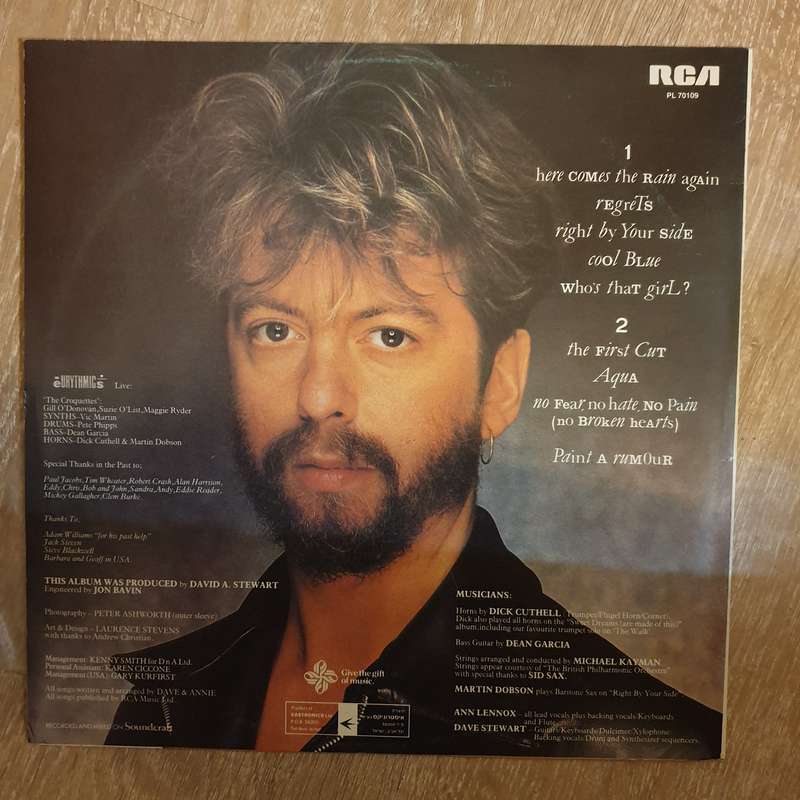 RCA
PL 70109
1
here comes the Rain again
regrets
right by Your side
cool Blue
who's that girl?
2
the First Cut
Aqua
no Fear, no hate, No Pain
(no Broken hearts)
Paint A rumour
EURYTHMICS Live:
'The Croquettes':
Gill O'Donovan, Suzie O'List, Maggie Ryder
SYNTHS–Vic Martin
DRUMS–Pete Phipps
BASS–Dean Garcia
HORNS–Dick Cuthell & Martin Dobson
Special Thanks in the Past to;
Paul Jacobs, Tim Wheater, Robert Crash, Alan Harrison,
Eddy, Chris, Bob and John, Sandra, Andy, Eddie Reader,
Mickey Gallagher, Clem Burke.
Thanks To,
Adam Williams "for his past help"
Jack Steven
Steve Blackwell
Barbara and Geoff in U.S.A.
THIS ALBUM WAS PRODUCED by DAVID A. STEWART
Engineered by JON BAVIN
Photography – PETER ASHWORTH (outer sleeve)
Art & Design – LAURENCE STEVENS
with thanks to Andrew Christian.
Management: KENNY SMITH for D n A Ltd.
Personal Assistant: KAREN CICCONE
Management (USA): GARY KURFIRST
All songs written and arranged by DAVE & ANNIE
All songs published by RCA Music Ltd.
RECORDED AND MIXED ON Soundcraft
Give the gift
of music.
EASTRONICS Ltd
איסטרוניקס
תל-אביב, ישראל
MUSICIANS:
Horns by DICK CUTHELL (Trumpet/Flugel Horn/Cornet).
Dick also played all horns on the "Sweet Dreams (are made of this)"
album, including our favourite trumpet solo on 'The Walk'
Bass Guitar by DEAN GARCIA
Strings arranged and conducted by MICHAEL KAYMAN
Strings appear courtesy of "The British Philharmonic Orchestra"
with special thanks to SID SAX.
MARTIN DOBSON plays Baritone Sax on "Right By Your Side"
ANN LENNOX – all lead vocals plus backing vocals/Keyboards
and Flute.
DAVE STEWART – Guitars/Keyboards/Dulcimer/Xylophone/
Backing vocals/Drum and Synthesizer sequencers.